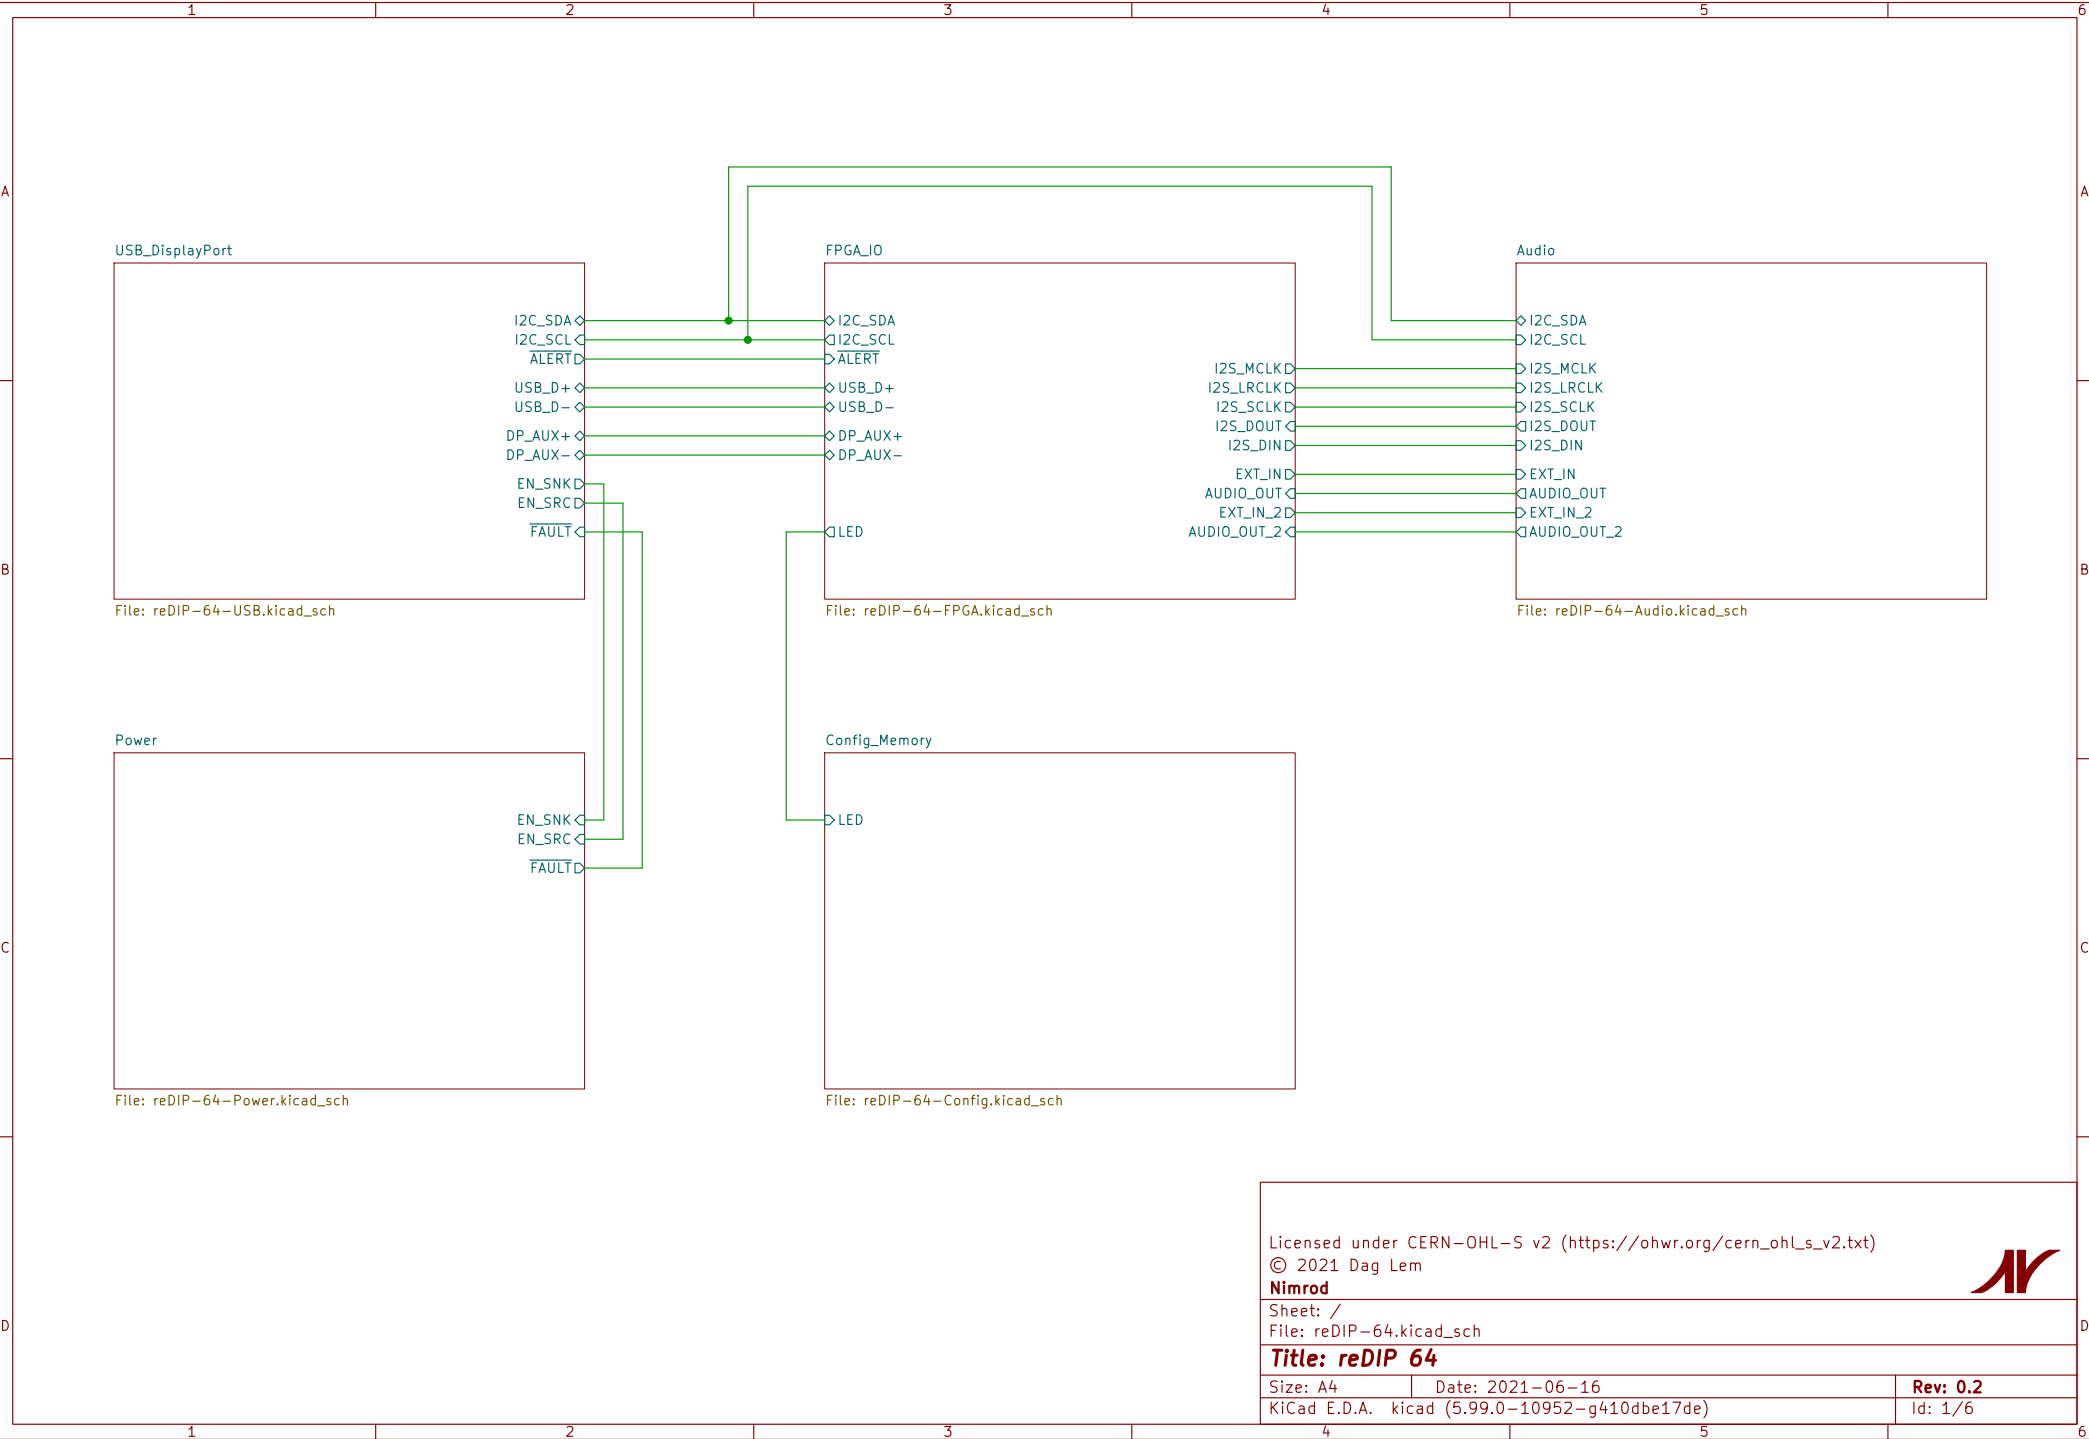 1 2 3 4 5 6
A A
USB_DisplayPort
I2C_SDA
I2C_SCL
ALERT
USB_D+
USB_D-
DP_AUX+
DP_AUX-
EN_SNK
EN_SRC
FAULT
File: reDIP-64-USB.kicad_sch
FPGA_IO
I2C_SDA
I2C_SCL
ALERT
USB_D+
USB_D-
DP_AUX+
DP_AUX-
LED
I2S_MCLK
I2S_LRCLK
I2S_SCLK
I2S_DOUT
I2S_DIN
EXT_IN
AUDIO_OUT
EXT_IN_2
AUDIO_OUT_2
File: reDIP-64-FPGA.kicad_sch
Audio
I2C_SDA
I2C_SCL
I2S_MCLK
I2S_LRCLK
I2S_SCLK
I2S_DOUT
I2S_DIN
EXT_IN
AUDIO_OUT
EXT_IN_2
AUDIO_OUT_2
File: reDIP-64-Audio.kicad_sch
B B
Power
EN_SNK
EN_SRC
FAULT
File: reDIP-64-Power.kicad_sch
Config_Memory
LED
File: reDIP-64-Config.kicad_sch
C C
Licensed under CERN-OHL-S v2 (https://ohwr.org/cern_ohl_s_v2.txt)
© 2021 Dag Lem
Nimrod
Sheet: /
File: reDIP-64.kicad_sch
Title: reDIP 64
Size: A4 Date: 2021-06-16 Rev: 0.2
KiCad E.D.A. kicad (5.99.0-10952-g410dbe17de) Id: 1/6
D D
1 2 3 4 5 6